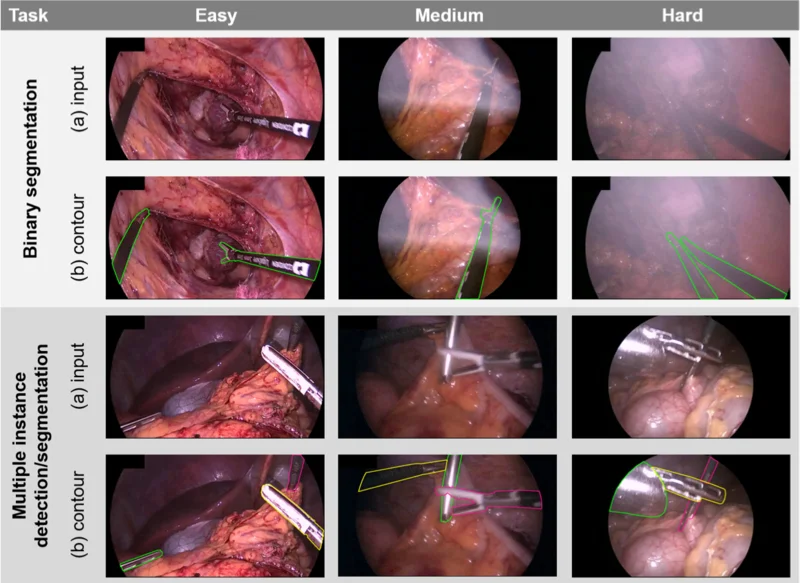 Task Easy Medium Hard
Binary segmentation
(a) input
(b) contour
Multiple instance
detection/segmentation
(a) input
(b) contour